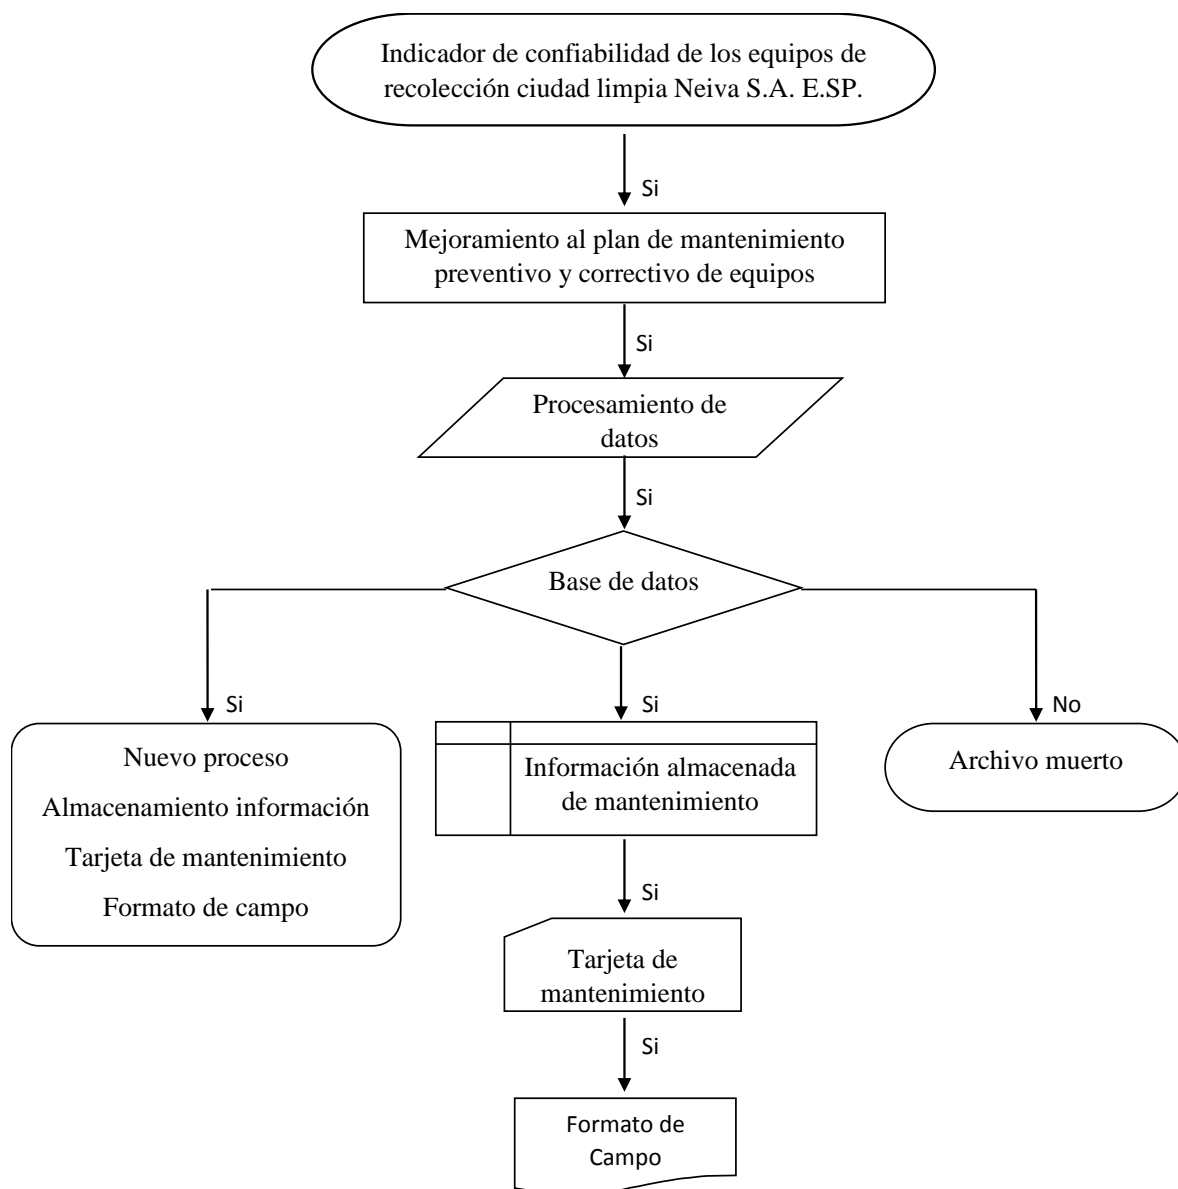 Indicador de confiabilidad de los equipos de
recolección ciudad limpia Neiva S.A. E.SP.
Si
Mejoramiento al plan de mantenimiento
preventivo y correctivo de equipos
Si
Procesamiento de
datos
Si
Base de datos
Si
Si
No
Nuevo proceso
Almacenamiento información
Tarjeta de mantenimiento
Formato de campo
Información almacenada
de mantenimiento
Archivo muerto
Si
Tarjeta de
mantenimiento
Si
Formato de
Campo